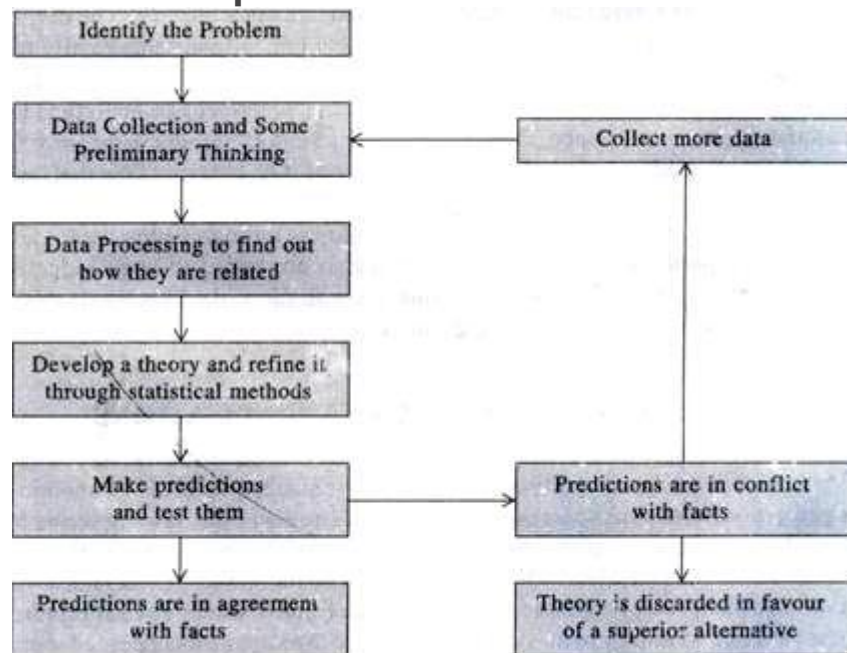 Identify the Problem
Data Collection and Some
Preliminary Thinking
Collect more data
Data Processing to find out
how they are related
Develop a theory and refine it
through statistical methods
Make predictions
and test them
Predictions are in conflict
with facts
Predictions are in agreement
with facts
Theory is discarded in favour
of a superior alternative